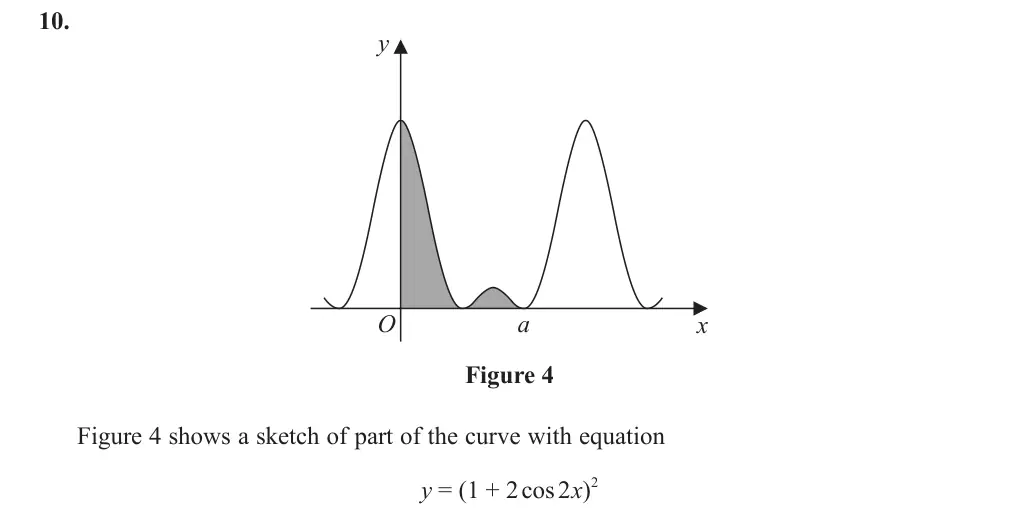 10.
y
O
a
x
Figure 4
Figure 4 shows a sketch of part of the curve with equation
y = (1 + 2 cos 2x)²